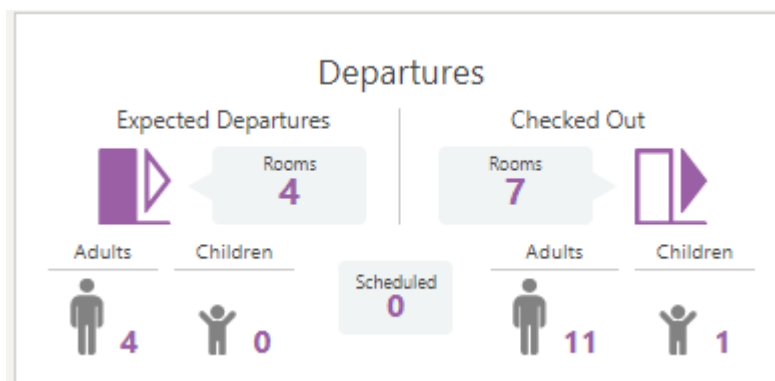 Departures
Expected Departures
Checked Out
Rooms
4
Rooms
7
Adults
Children
Adults
Children
Scheduled
0
4
0
11
1